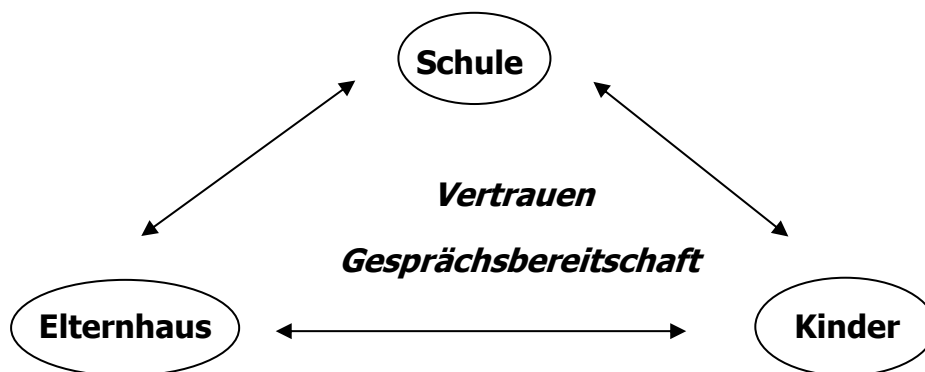 Schule
Vertrauen
Gesprächsbereitschaft
Elternhaus
Kinder